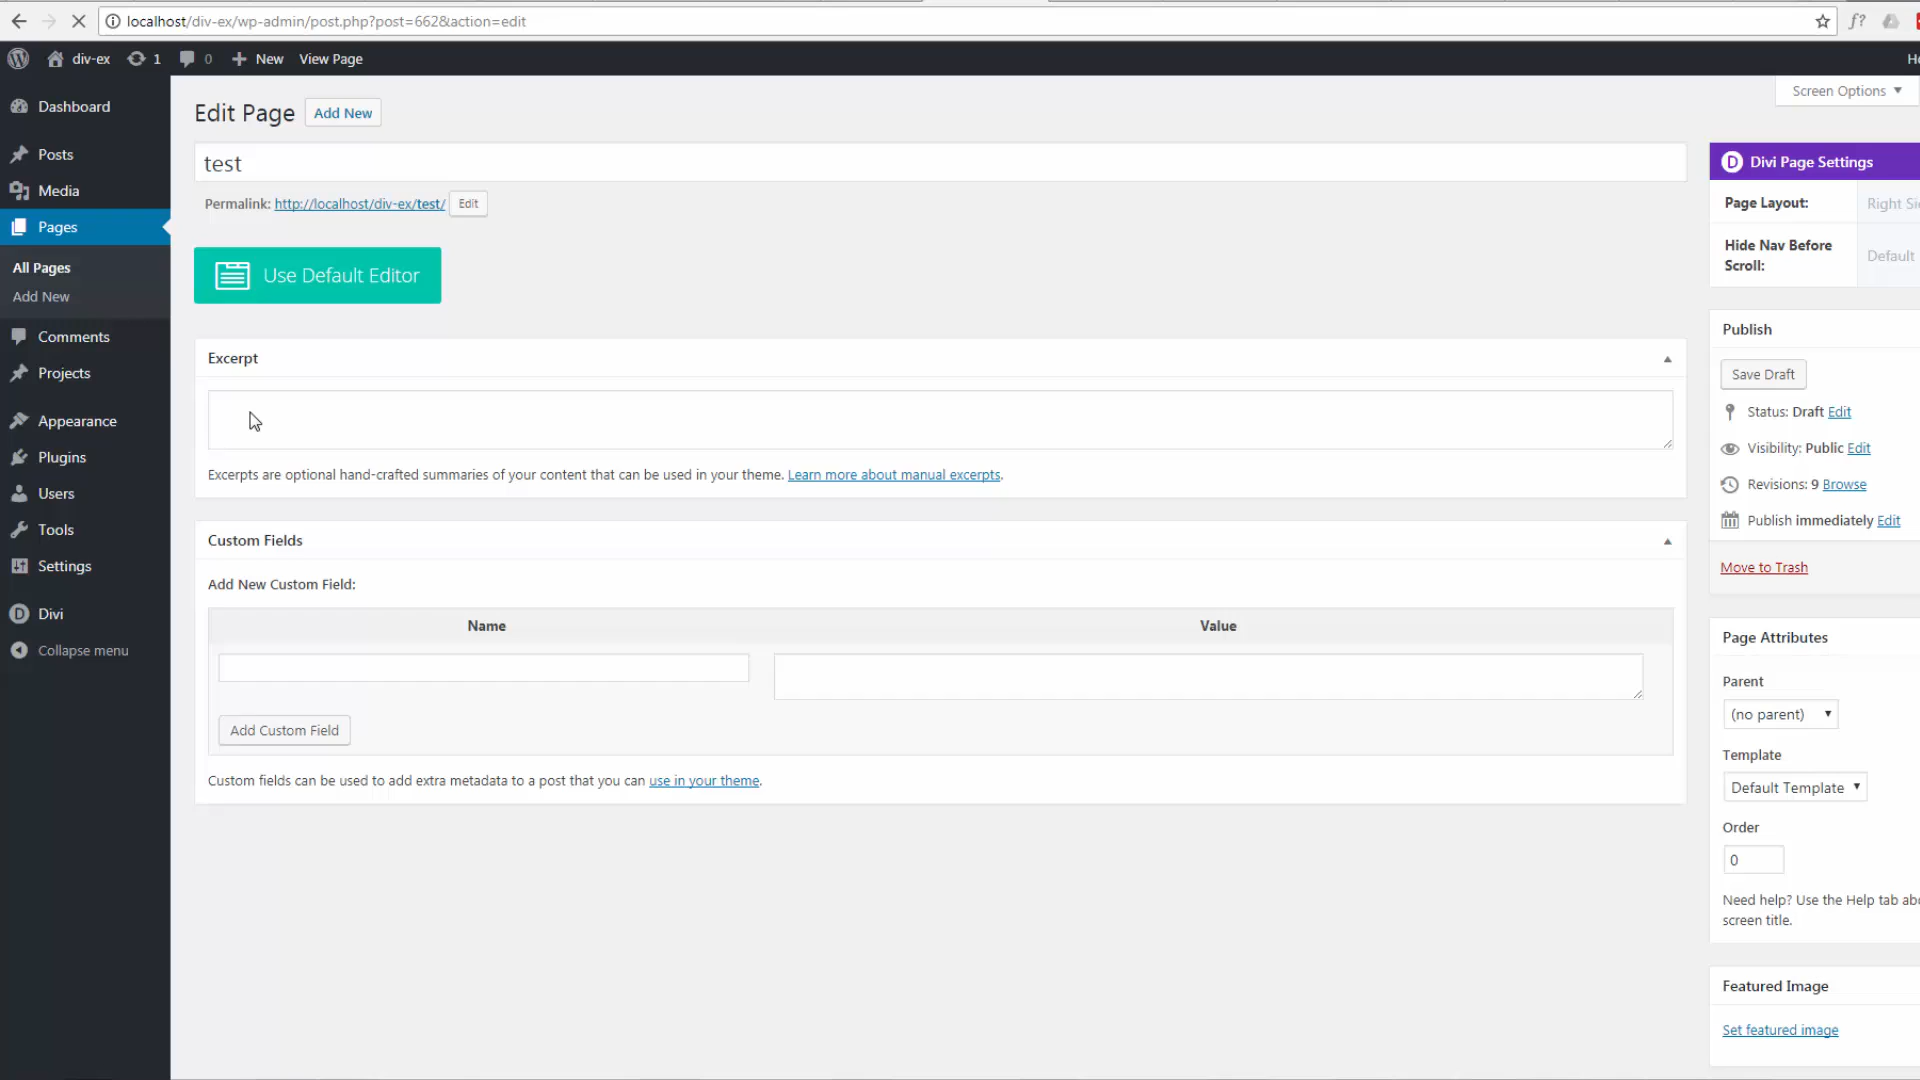 localhost/div-ex/wp-admin/post.php?post=662&action=edit
div-ex 1 0 New View Page
Screen Options
Dashboard
Posts
Media
Pages
All Pages
Add New
Comments
Projects
Appearance
Plugins
Users
Tools
Settings
Divi
Collapse menu
Edit Page Add New
test
Permalink: http://localhost/div-ex/test/ Edit
Use Default Editor
Excerpt
Excerpts are optional hand-crafted summaries of your content that can be used in your theme. Learn more about manual excerpts.
Custom Fields
Add New Custom Field:
Name Value
Add Custom Field
Custom fields can be used to add extra metadata to a post that you can use in your theme.
Divi Page Settings
Page Layout: Right
Hide Nav Before
Scroll:
Default
Publish
Save Draft
Status: Draft Edit
Visibility: Public Edit
Revisions: 9 Browse
Publish immediately Edit
Move to Trash
Page Attributes
Parent
(no parent)
Template
Default Template
Order
0
Need help? Use the Help tab
screen title.
Featured Image
Set featured image